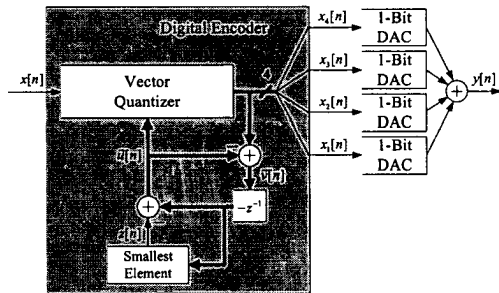 Digital Encoder
x[n]
Vector
Quantizer
4
x₄[n]
1-Bit
DAC
x₃[n]
1-Bit
DAC
x₂[n]
1-Bit
DAC
x₁[n]
1-Bit
DAC
+
y[n]
+
+
-z⁻¹
Smallest
Element